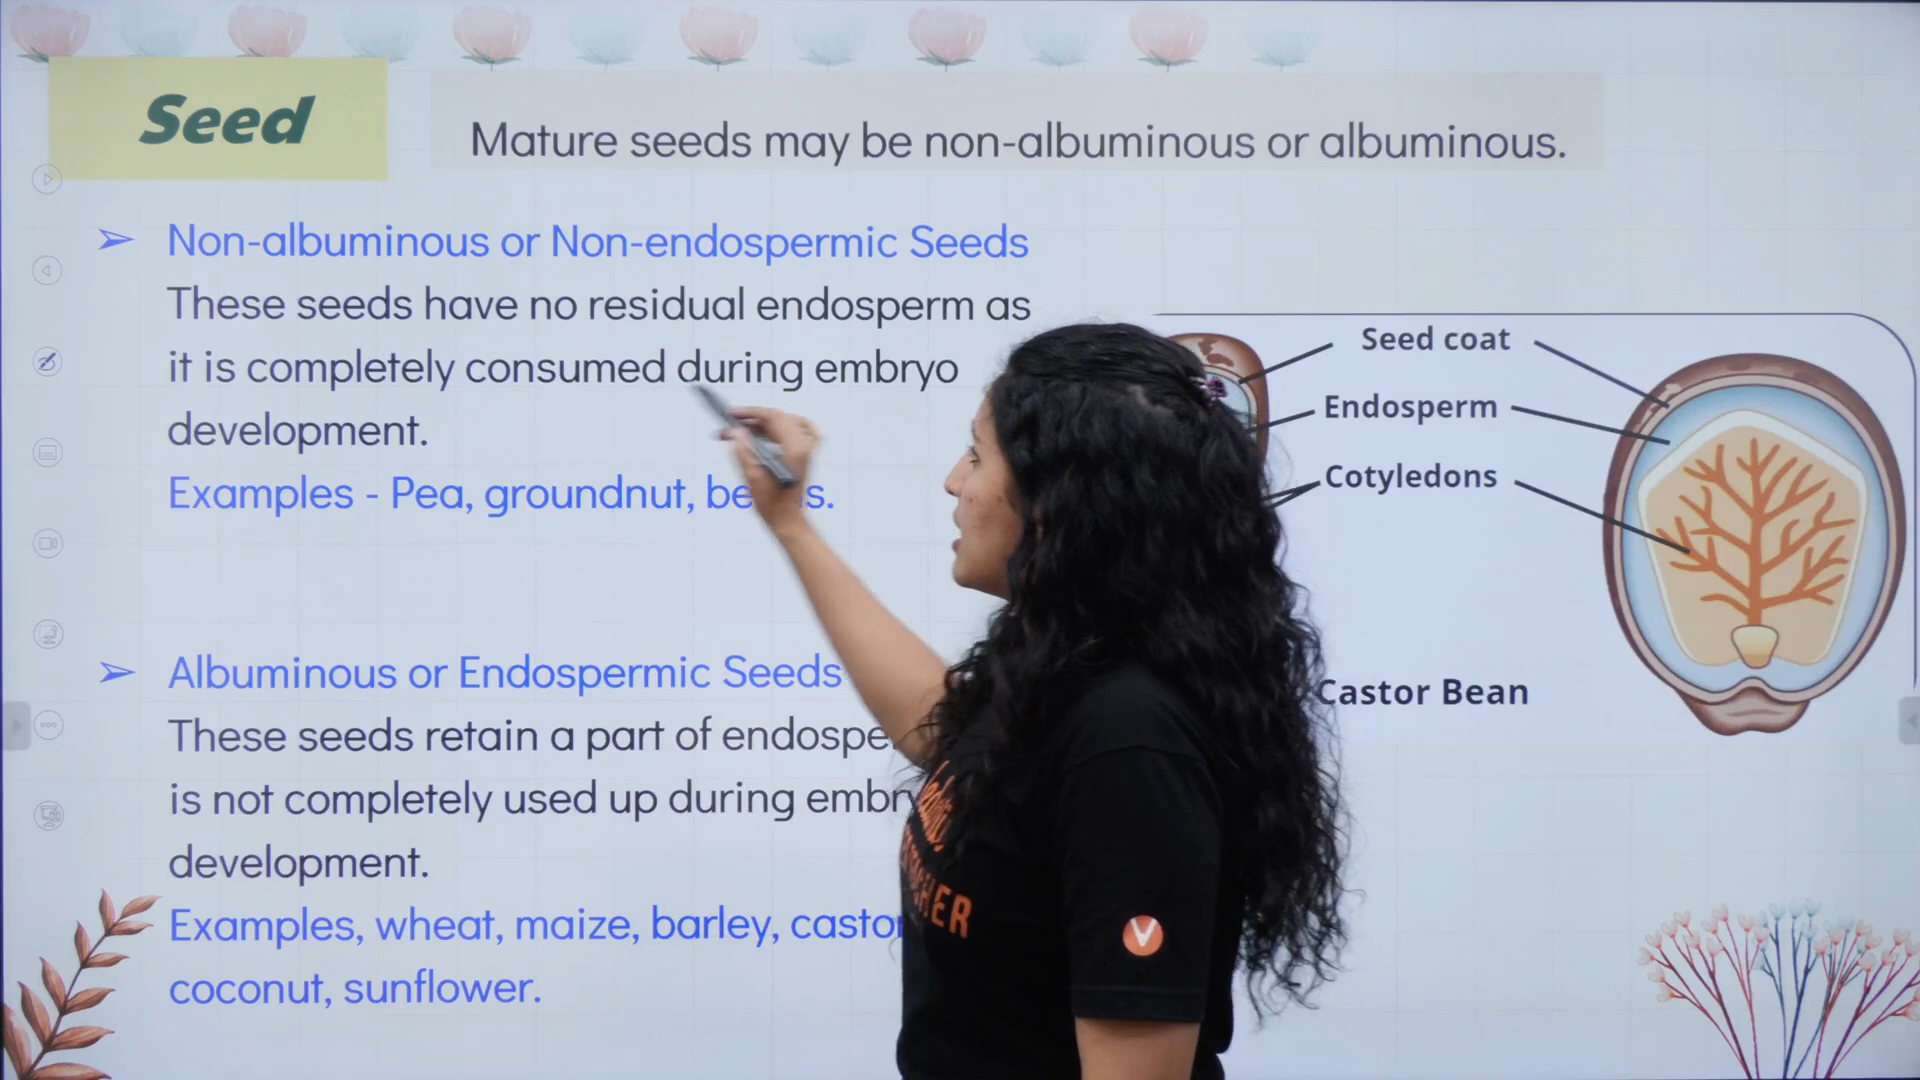 Seed
Mature seeds may be non-albuminous or albuminous.
Non-albuminous or Non-endospermic Seeds
These seeds have no residual endosperm as
it is completely consumed during embryo
development.
Examples - Pea, groundnut,
Albuminous or Endospermic Seeds
These seeds retain a part of
is not completely used up during
development.
Examples, wheat, maize, barley,
coconut, sunflower.
Seed coat
Endosperm
Cotyledons
Castor Bean